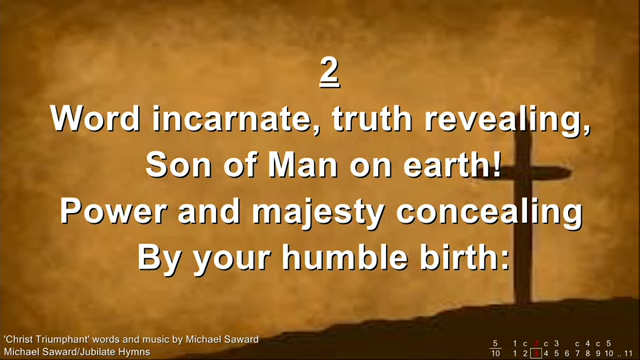 2
Word incarnate, truth revealing,
Son of Man on earth!
Power and majesty concealing
By your humble birth:
'Christ Triumphant' words and music by Michael Saward
Michael Saward/Jubilate Hymns
5 1 c 2 c 3 c 4 c 5
10 1 2 3 4 5 6 7 8 9 10 .. 11